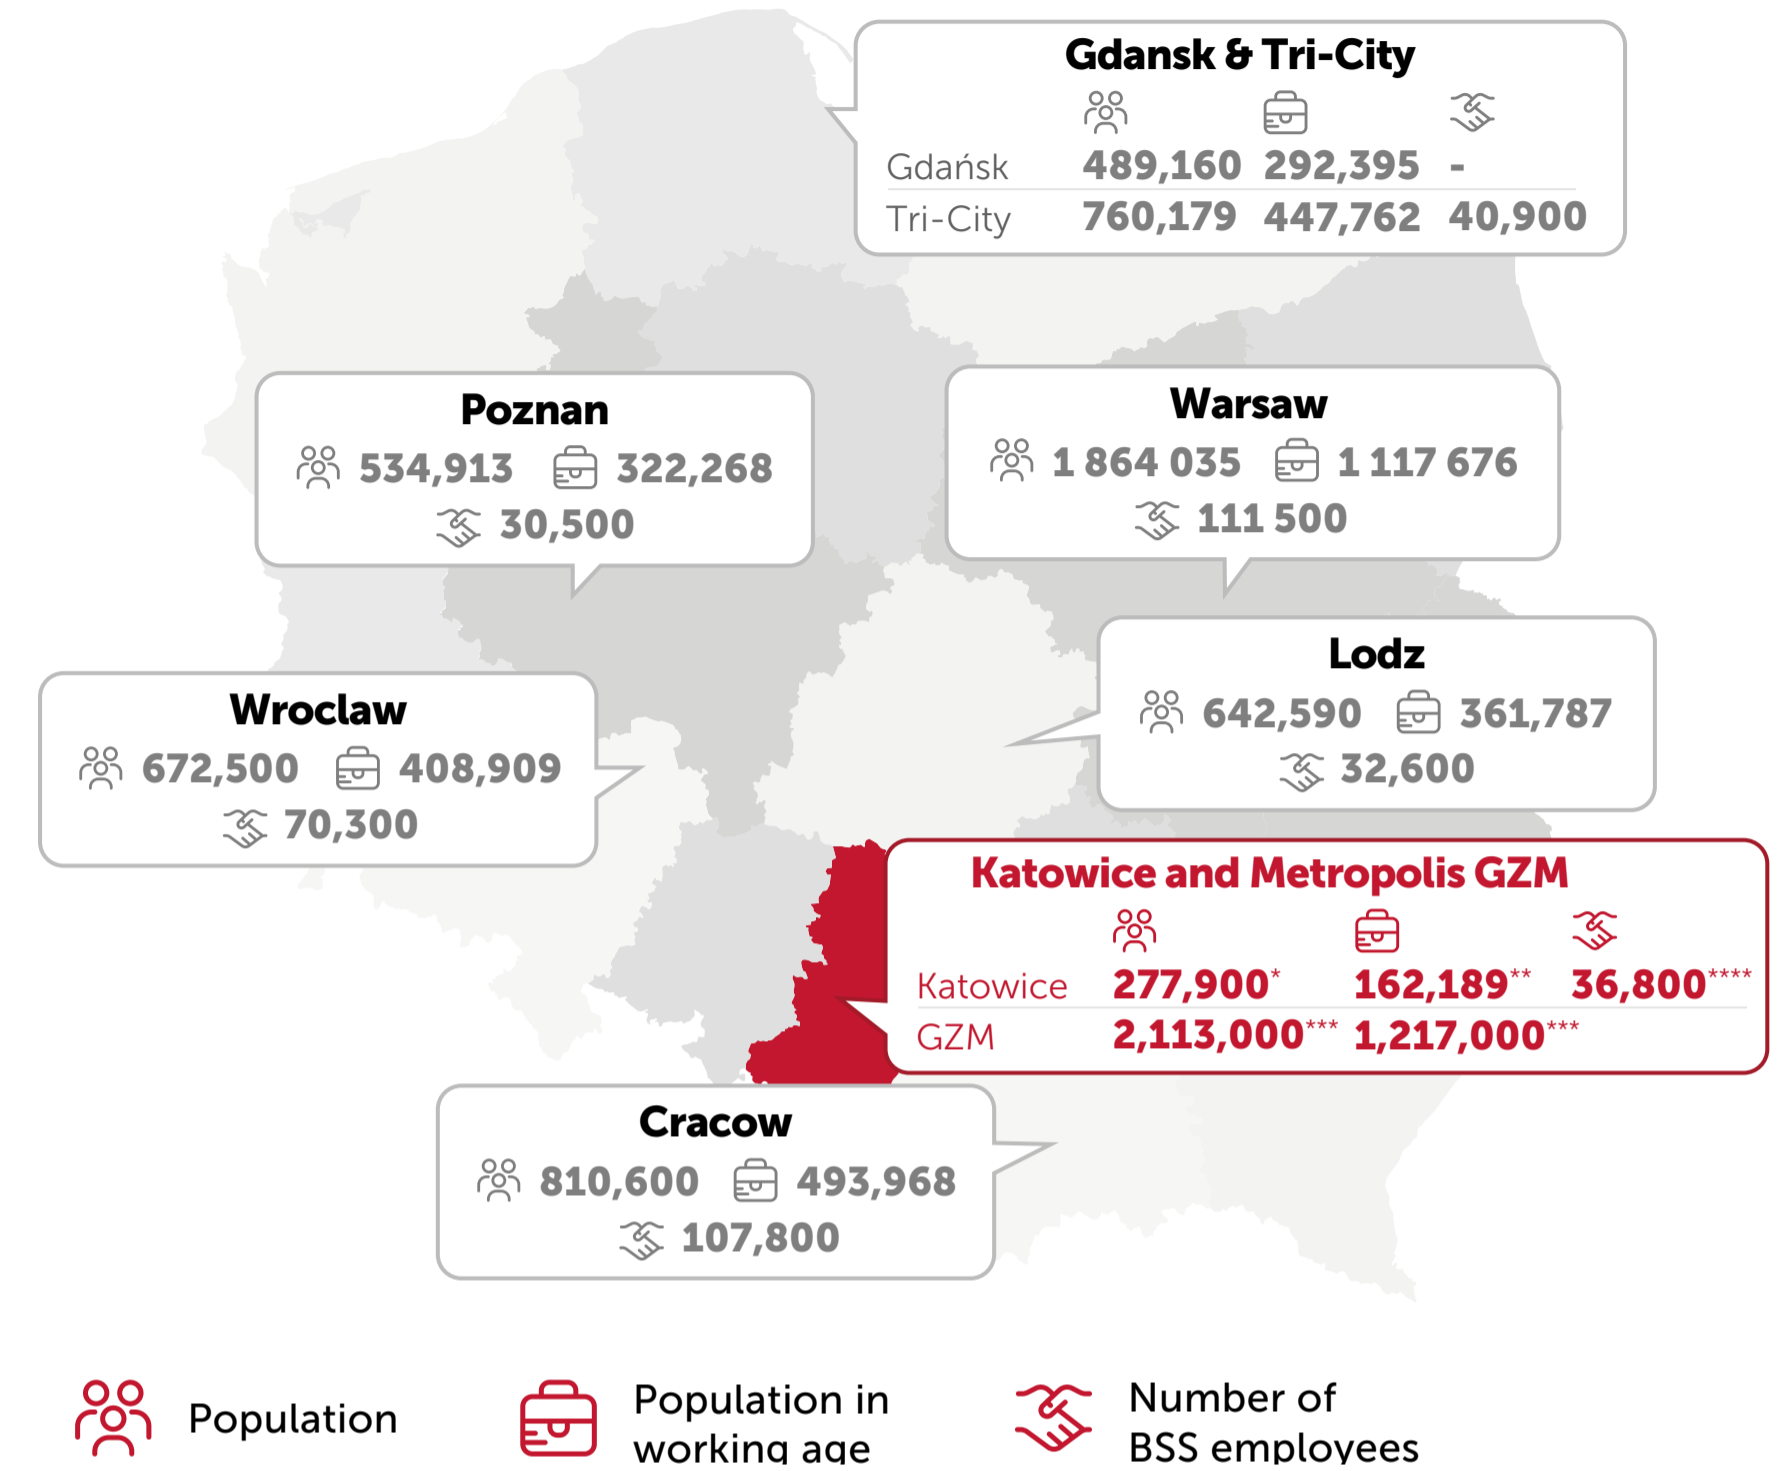 Gdansk & Tri-City
Gdańsk 489,160 292,395 -
Tri-City 760,179 447,762 40,900
Poznan
534,913 322,268
30,500
Warsaw
1 864 035 1 117 676
111 500
Lodz
642,590 361,787
32,600
Wroclaw
672,500 408,909
70,300
Katowice and Metropolis GZM
Katowice 277,900* 162,189** 36,800****
GZM 2,113,000*** 1,217,000***
Cracow
810,600 493,968
107,800
Population
Population in
working age
Number of
BSS employees